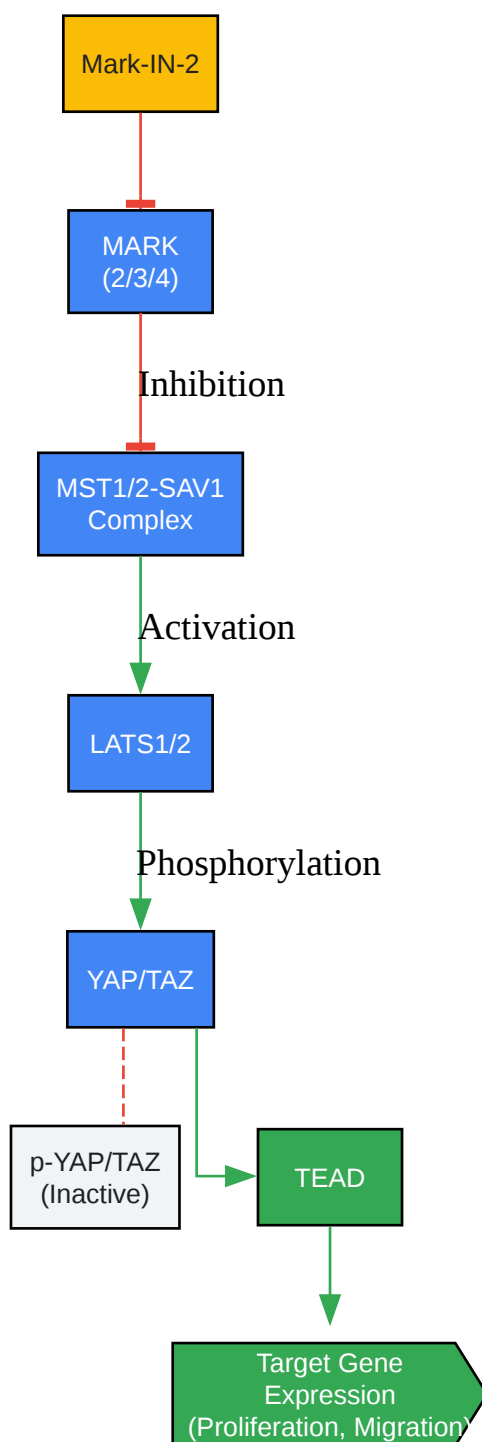 Mark-IN-2
MARK
(2/3/4)
Inhibition
MST1/2-SAV1
Complex
Activation
LATS1/2
Phosphorylation
YAP/TAZ
p-YAP/TAZ
(Inactive)
TEAD
Target Gene
Expression
(Proliferation, Migration)